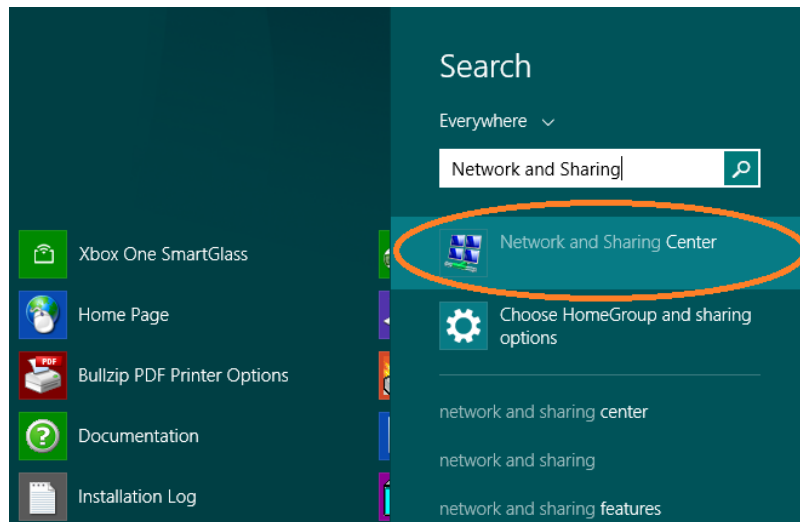 Search
Everywhere
Network and Sharing
Network and Sharing Center
Choose HomeGroup and sharing
options
network and sharing center
network and sharing
network and sharing features
Xbox One SmartGlass
Home Page
PDF
Bullzip PDF Printer Options
Documentation
Installation Log